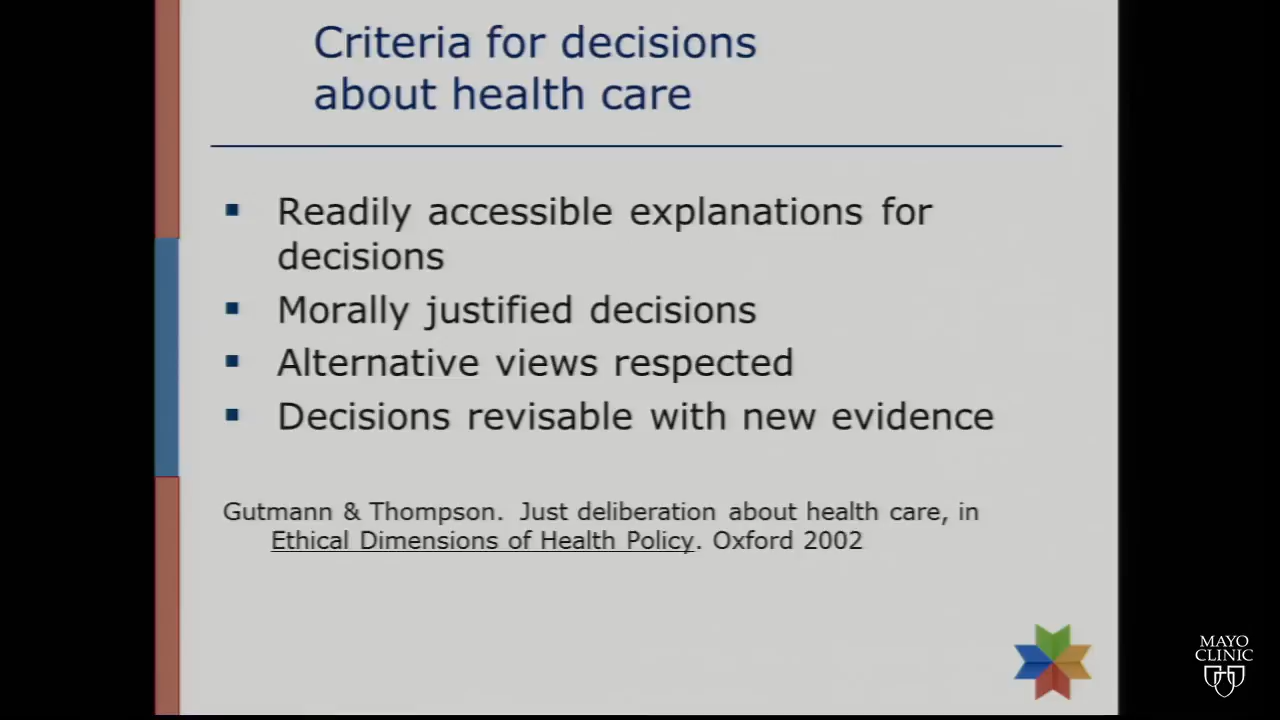 Criteria for decisions
about health care
▪ Readily accessible explanations for
decisions
▪ Morally justified decisions
▪ Alternative views respected
▪ Decisions revisable with new evidence
Gutmann & Thompson. Just deliberation about health care, in
Ethical Dimensions of Health Policy. Oxford 2002
MAYO
CLINIC